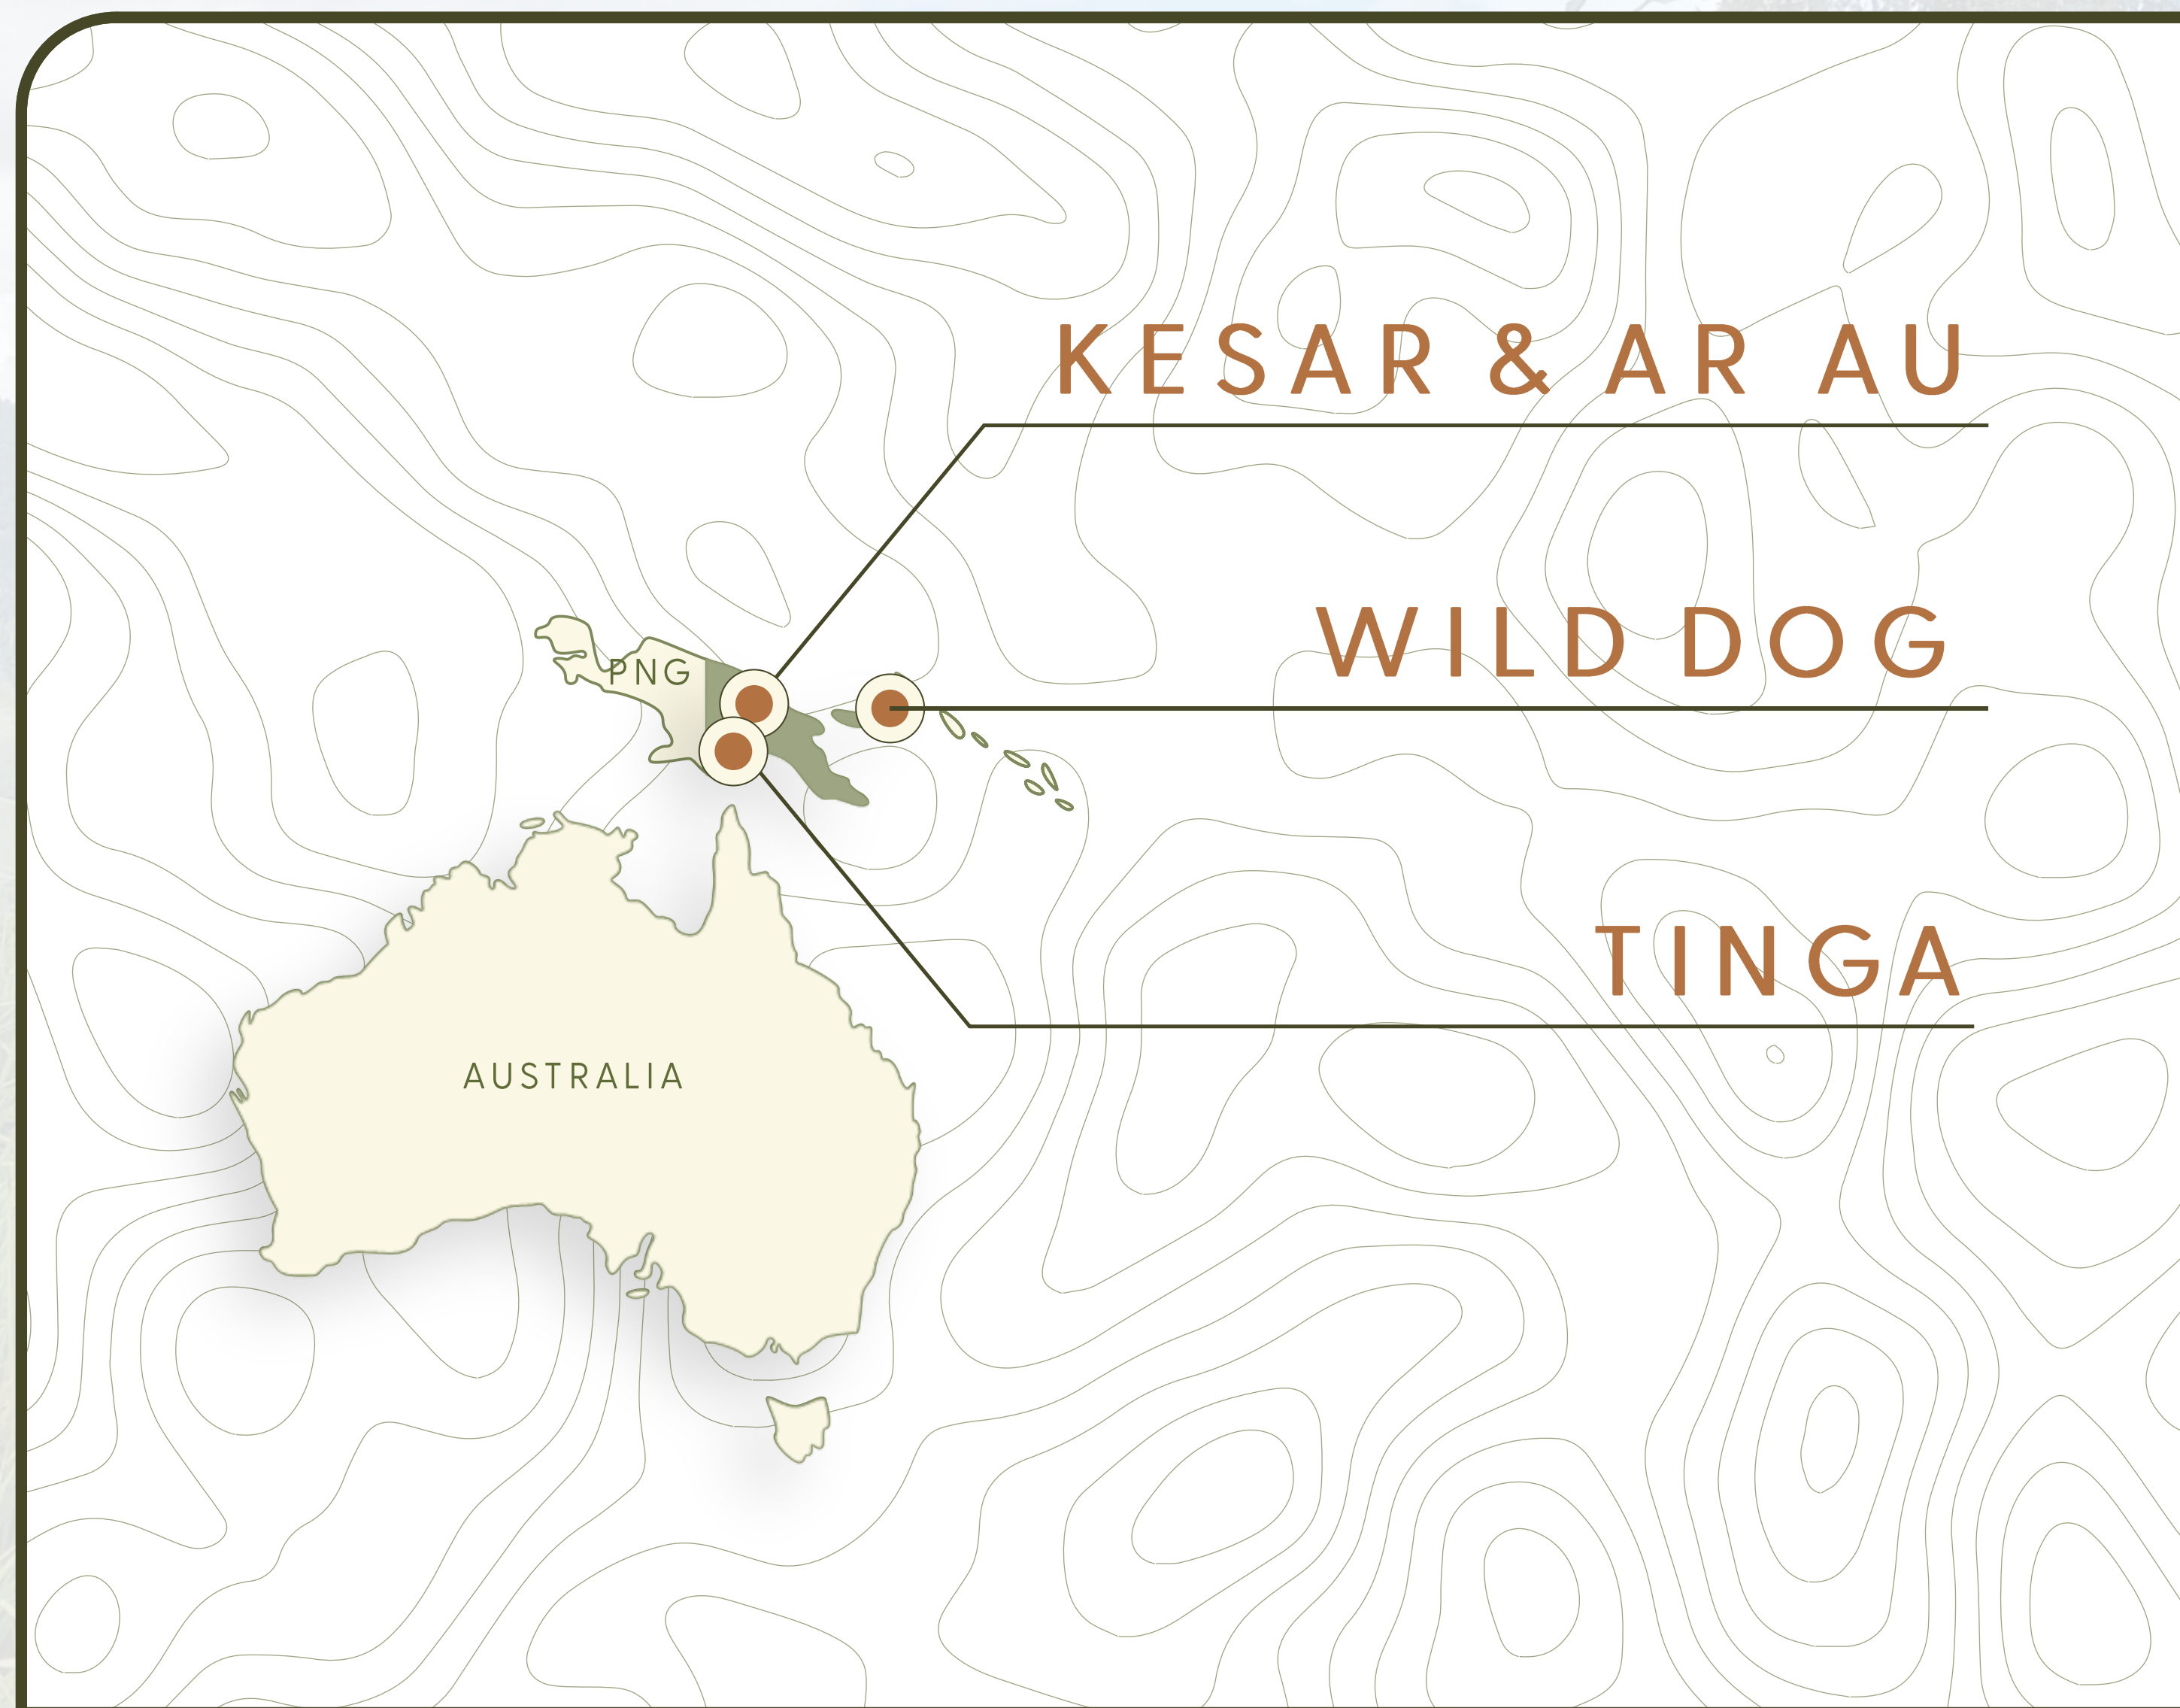 KESAR & AR AU
WILD DOG
PNG
TINGA
AUSTRALIA